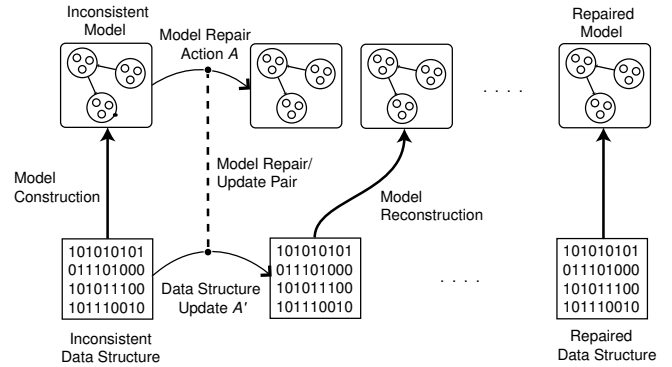 Inconsistent
Model
Model Repair
Action A
Repaired
Model
. . . .
Model
Construction
Model Repair/
Update Pair
Model
Reconstruction
101010101
011101000
101011100
101110010
Data Structure
Update A'
101010101
011101000
101011100
101110010
. . . .
101010101
011101000
101011100
101110010
Inconsistent
Data Structure
Repaired
Data Structure